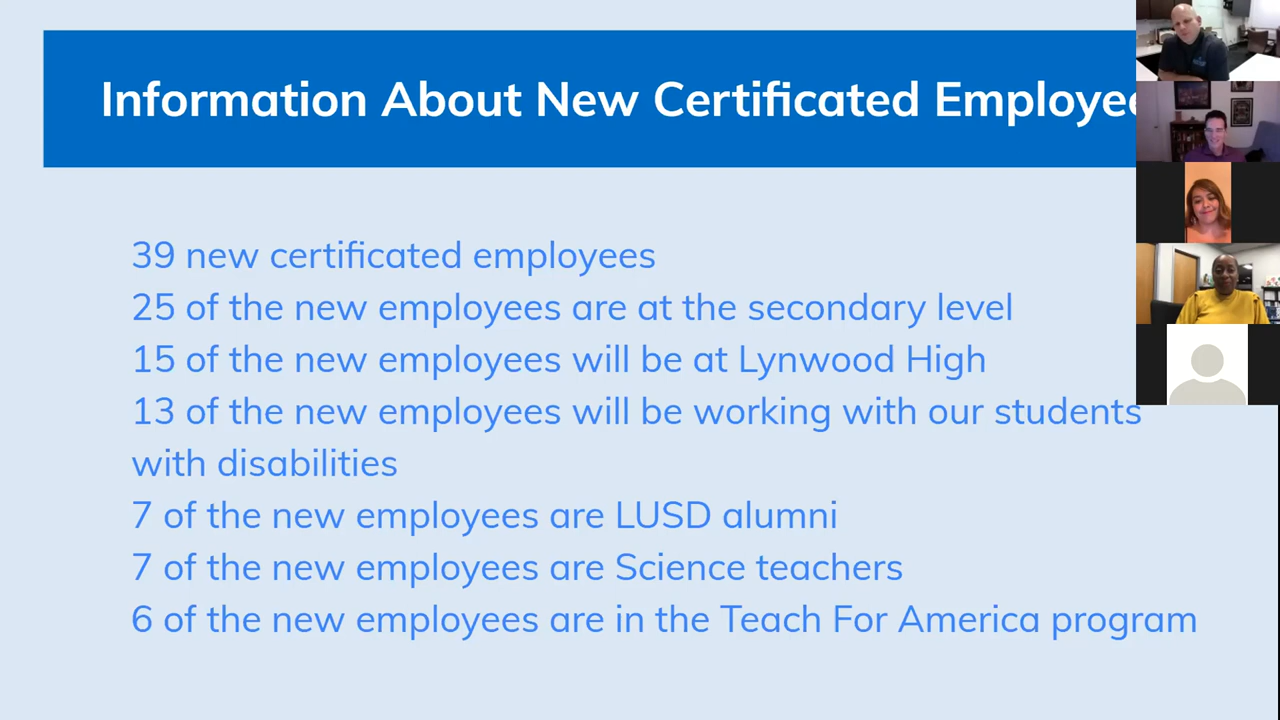 Information About New Certificated Employee
39 new certificated employees
25 of the new employees are at the secondary level
15 of the new employees will be at Lynwood High
13 of the new employees will be working with our students
with disabilities
7 of the new employees are LUSD alumni
7 of the new employees are Science teachers
6 of the new employees are in the Teach For America program